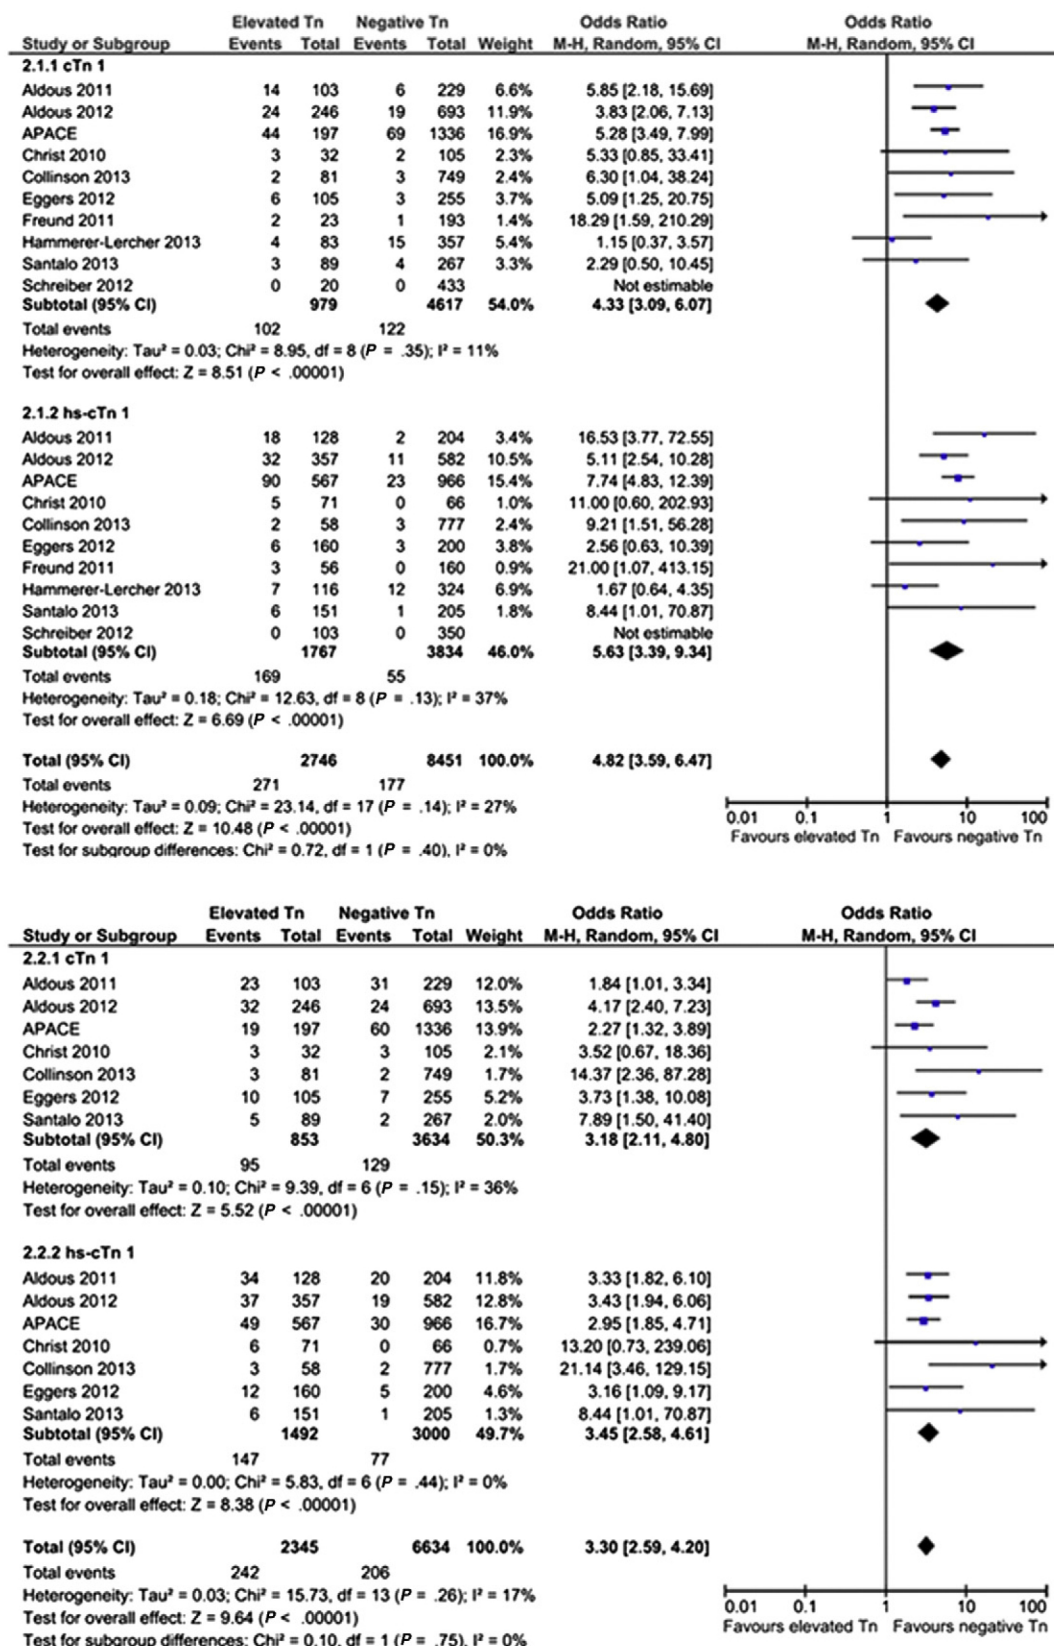 Elevated Tn Negative Tn Odds Ratio Odds Ratio
Study or Subgroup Events Total Events Total Weight M-H, Random, 95% CI M-H, Random, 95% CI
2.1.1 cTn 1
Aldous 2011 14 103 6 229 6.6% 5.85 [2.18, 15.69]
Aldous 2012 24 246 19 693 11.9% 3.83 [2.06, 7.13]
APACE 44 197 69 1336 16.9% 5.28 [3.49, 7.99]
Christ 2010 3 32 2 105 2.3% 5.33 [0.85, 33.41]
Collinson 2013 2 81 3 749 2.4% 6.30 [1.04, 38.24]
Eggers 2012 6 105 3 255 3.7% 5.09 [1.25, 20.75]
Freund 2011 2 23 1 193 1.4% 18.29 [1.59, 210.29]
Hammerer-Lercher 2013 4 83 15 357 5.4% 1.15 [0.37, 3.57]
Santalo 2013 3 89 4 267 3.3% 2.29 [0.50, 10.45]
Schreiber 2012 0 20 0 433 Not estimable
Subtotal (95% CI) 979 4617 54.0% 4.33 [3.09, 6.07]
Total events 102 122
Heterogeneity: Tau² = 0.03; Chi² = 8.95, df = 8 (P = .35); I² = 11%
Test for overall effect: Z = 8.51 (P < .00001)
2.1.2 hs-cTn 1
Aldous 2011 18 128 2 204 3.4% 16.53 [3.77, 72.55]
Aldous 2012 32 357 11 582 10.5% 5.11 [2.54, 10.28]
APACE 90 567 23 966 15.4% 7.74 [4.83, 12.39]
Christ 2010 5 71 0 66 1.0% 11.00 [0.60, 202.93]
Collinson 2013 2 58 3 777 2.4% 9.21 [1.51, 56.28]
Eggers 2012 6 160 3 200 3.8% 2.56 [0.63, 10.39]
Freund 2011 3 56 0 160 0.9% 21.00 [1.07, 413.15]
Hammerer-Lercher 2013 7 116 12 324 6.9% 1.67 [0.64, 4.35]
Santalo 2013 6 151 1 205 1.8% 8.44 [1.01, 70.87]
Schreiber 2012 0 103 0 350 Not estimable
Subtotal (95% CI) 1767 3834 46.0% 5.63 [3.39, 9.34]
Total events 169 55
Heterogeneity: Tau² = 0.18; Chi² = 12.63, df = 8 (P = .13); I² = 37%
Test for overall effect: Z = 6.69 (P < .00001)
Total (95% CI) 2746 8451 100.0% 4.82 [3.59, 6.47]
Total events 271 177
Heterogeneity: Tau² = 0.09; Chi² = 23.14, df = 17 (P = .14); I² = 27%
Test for overall effect: Z = 10.48 (P < .00001)
Test for subgroup differences: Chi² = 0.72, df = 1 (P = .40), I² = 0%
0.01 0.1 1 10 100
Favours elevated Tn Favours negative Tn
Elevated Tn Negative Tn Odds Ratio Odds Ratio
Study or Subgroup Events Total Events Total Weight M-H, Random, 95% CI M-H, Random, 95% CI
2.2.1 cTn 1
Aldous 2011 23 103 31 229 12.0% 1.84 [1.01, 3.34]
Aldous 2012 32 246 24 693 13.5% 4.17 [2.40, 7.23]
APACE 19 197 60 1336 13.9% 2.27 [1.32, 3.89]
Christ 2010 3 32 3 105 2.1% 3.52 [0.67, 18.36]
Collinson 2013 3 81 2 749 1.7% 14.37 [2.36, 87.28]
Eggers 2012 10 105 7 255 5.2% 3.73 [1.38, 10.08]
Santalo 2013 5 89 2 267 2.0% 7.89 [1.50, 41.40]
Subtotal (95% CI) 853 3634 50.3% 3.18 [2.11, 4.80]
Total events 95 129
Heterogeneity: Tau² = 0.10; Chi² = 9.39, df = 6 (P = .15); I² = 36%
Test for overall effect: Z = 5.52 (P < .00001)
2.2.2 hs-cTn 1
Aldous 2011 34 128 20 204 11.8% 3.33 [1.82, 6.10]
Aldous 2012 37 357 19 582 12.8% 3.43 [1.94, 6.06]
APACE 49 567 30 966 16.7% 2.95 [1.85, 4.71]
Christ 2010 6 71 0 66 0.7% 13.20 [0.73, 239.06]
Collinson 2013 3 58 2 777 1.7% 21.14 [3.46, 129.15]
Eggers 2012 12 160 5 200 4.6% 3.16 [1.09, 9.17]
Santalo 2013 6 151 1 205 1.3% 8.44 [1.01, 70.87]
Subtotal (95% CI) 1492 3000 49.7% 3.45 [2.58, 4.61]
Total events 147 77
Heterogeneity: Tau² = 0.00; Chi² = 5.83, df = 6 (P = .44); I² = 0%
Test for overall effect: Z = 8.38 (P < .00001)
Total (95% CI) 2345 6634 100.0% 3.30 [2.59, 4.20]
Total events 242 206
Heterogeneity: Tau² = 0.03; Chi² = 15.73, df = 13 (P = .26); I² = 17%
Test for overall effect: Z = 9.64 (P < .00001)
Test for subgroup differences: Chi² = 0.10, df = 1 (P = .75), I² = 0%
2.01 0.1 1 10 100
Favours elevated Tn Favours negative Tn